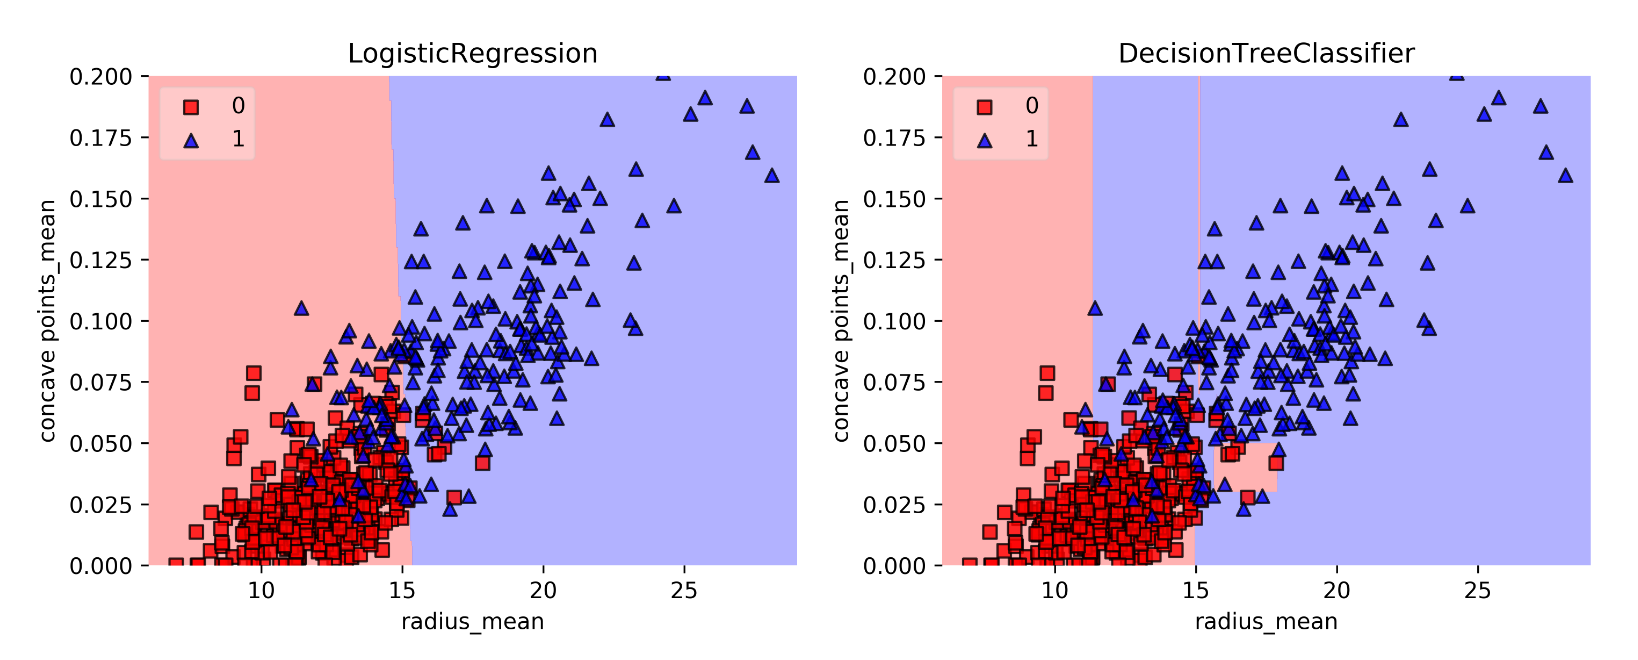 LogisticRegression
0.200
0.175
0.150
0.125
0.100
0.075
0.050
0.025
0.000
concave points_mean
0
1
10 15 20 25
radius_mean
DecisionTreeClassifier
0.200
0.175
0.150
0.125
0.100
0.075
0.050
0.025
0.000
concave points_mean
0
1
10 15 20 25
radius_mean